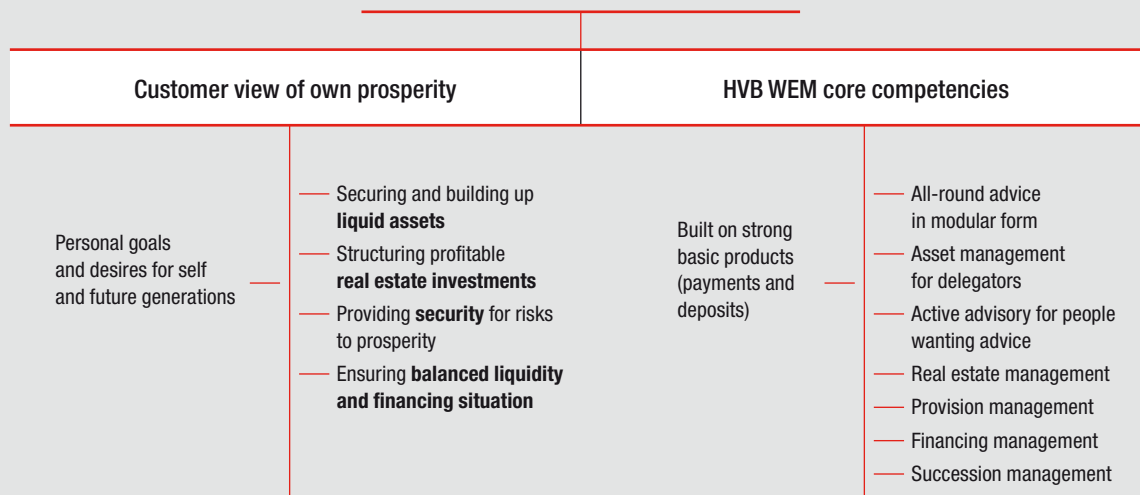 Customer view of own prosperity
HVB WEM core competencies
Personal goals
and desires for self
and future generations
Securing and building up
liquid assets
Structuring profitable
real estate investments
Providing security for risks
to prosperity
Ensuring balanced liquidity
and financing situation
Built on strong
basic products
(payments and
deposits)
All-round advice
in modular form
Asset management
for delegators
Active advisory for people
wanting advice
Real estate management
Provision management
Financing management
Succession management